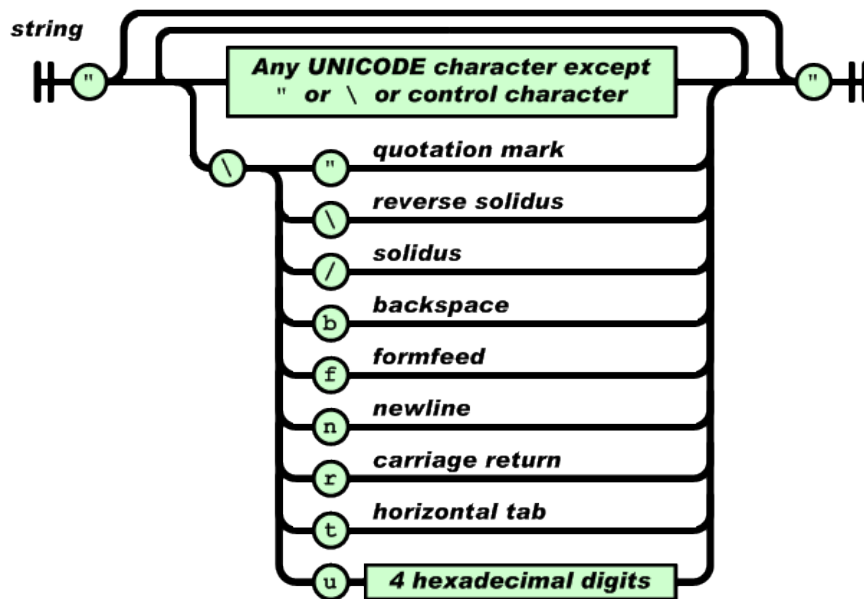 string
"
Any UNICODE character except
" or \ or control character
"
\
" quotation mark
\ reverse solidus
/ solidus
b backspace
f formfeed
n newline
r carriage return
t horizontal tab
u 4 hexadecimal digits